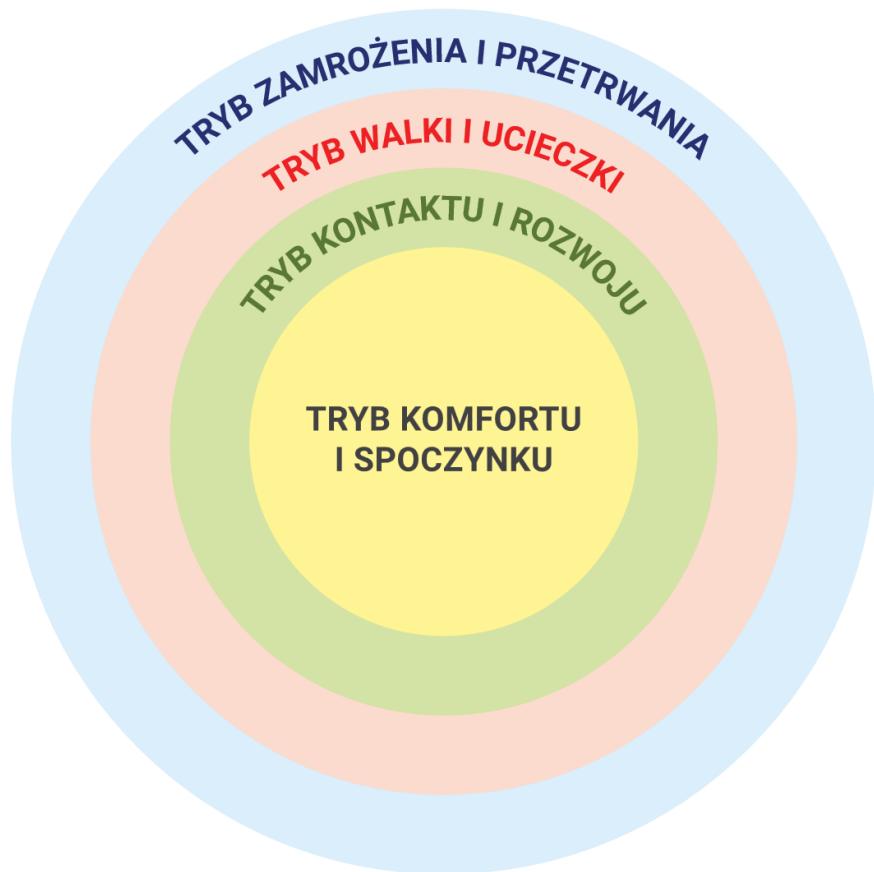 TRYB ZAMROŻENIA I PRZETRWANIA
TRYB WALKI I UCIECZKI
TRYB KONTAKTU I ROZWOJU
TRYB KOMFORTU
I SPOCZYNKU